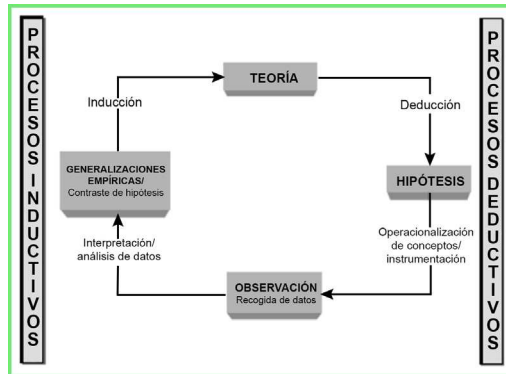 PROCESOS INDUCTIVOS
TEORÍA
Inducción
Deducción
GENERALIZACIONES
EMPÍRICAS/
Contraste de hipótesis
HIPÓTESIS
Interpretación/
análisis de datos
Operacionalización
de conceptos/
instrumentación
OBSERVACIÓN
Recogida de datos
PROCESOS DEDUCTIVOS